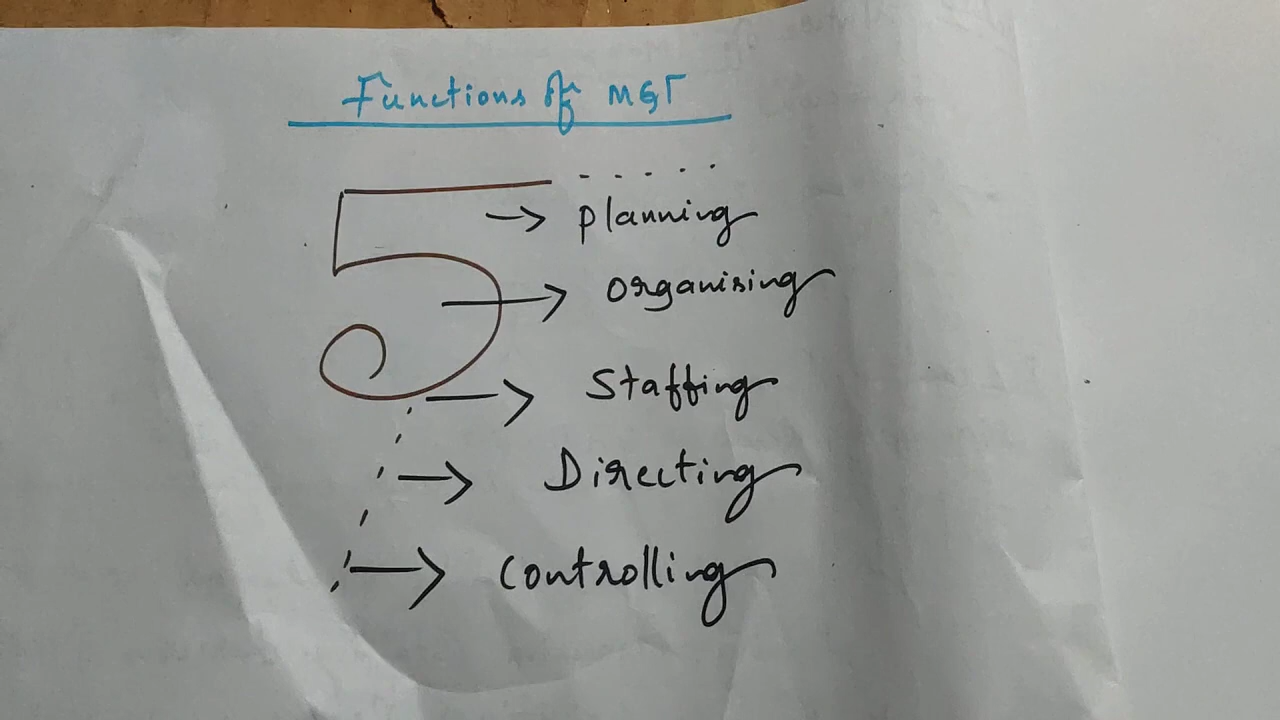 Functions of MGT
5
→ planning
→ organising
→ Staffing
→ Directing
→ Controlling